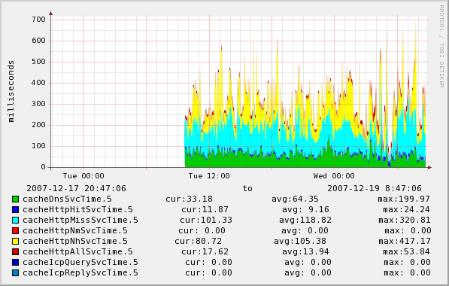 700
600
500
400
300
200
100
0
milliseconds
RRDTOOL / TOBI OETIKER
Tue 00:00 Tue 12:00 Wed 00:00
2007-12-17 20:47:06 to 2007-12-19 8:47:06
cacheDnsSvcTime.5 cur:33.18 avg:64.35 max:199.97
cacheHttpHitSvcTime.5 cur:11.87 avg: 9.16 max:24.24
cacheHttpMissSvcTime.5 cur:101.33 avg:118.82 max:320.81
cacheHttpNmSvcTime.5 cur: 0.00 avg: 0.00 max: 0.00
cacheHttpNhSvcTime.5 cur:80.72 avg:105.38 max:417.17
cacheHttpAllSvcTime.5 cur:17.62 avg:13.94 max:53.84
cacheIcpQuerySvcTime.5 cur: 0.00 avg: 0.00 max: 0.00
cacheIcpReplySvcTime.5 cur: 0.00 avg: 0.00 max: 0.00